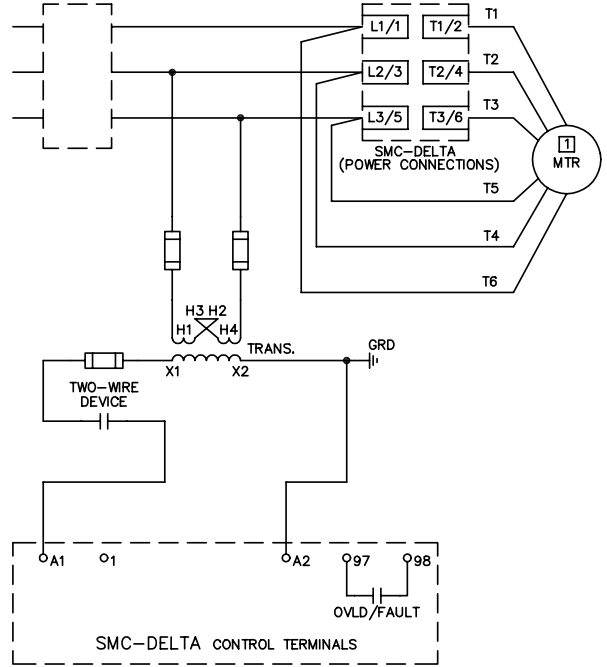 L1/1 T1/2 T1
L2/3 T2/4 T2
L3/5 T3/6 T3
SMC-DELTA
(POWER CONNECTIONS)
1
MTR
T5
T4
T6
H3 H2
H1 H4
TRANS.
X1 X2
GRD
TWO-WIRE
DEVICE
A1 1 A2 97 98
OVLD/FAULT
SMC-DELTA CONTROL TERMINALS